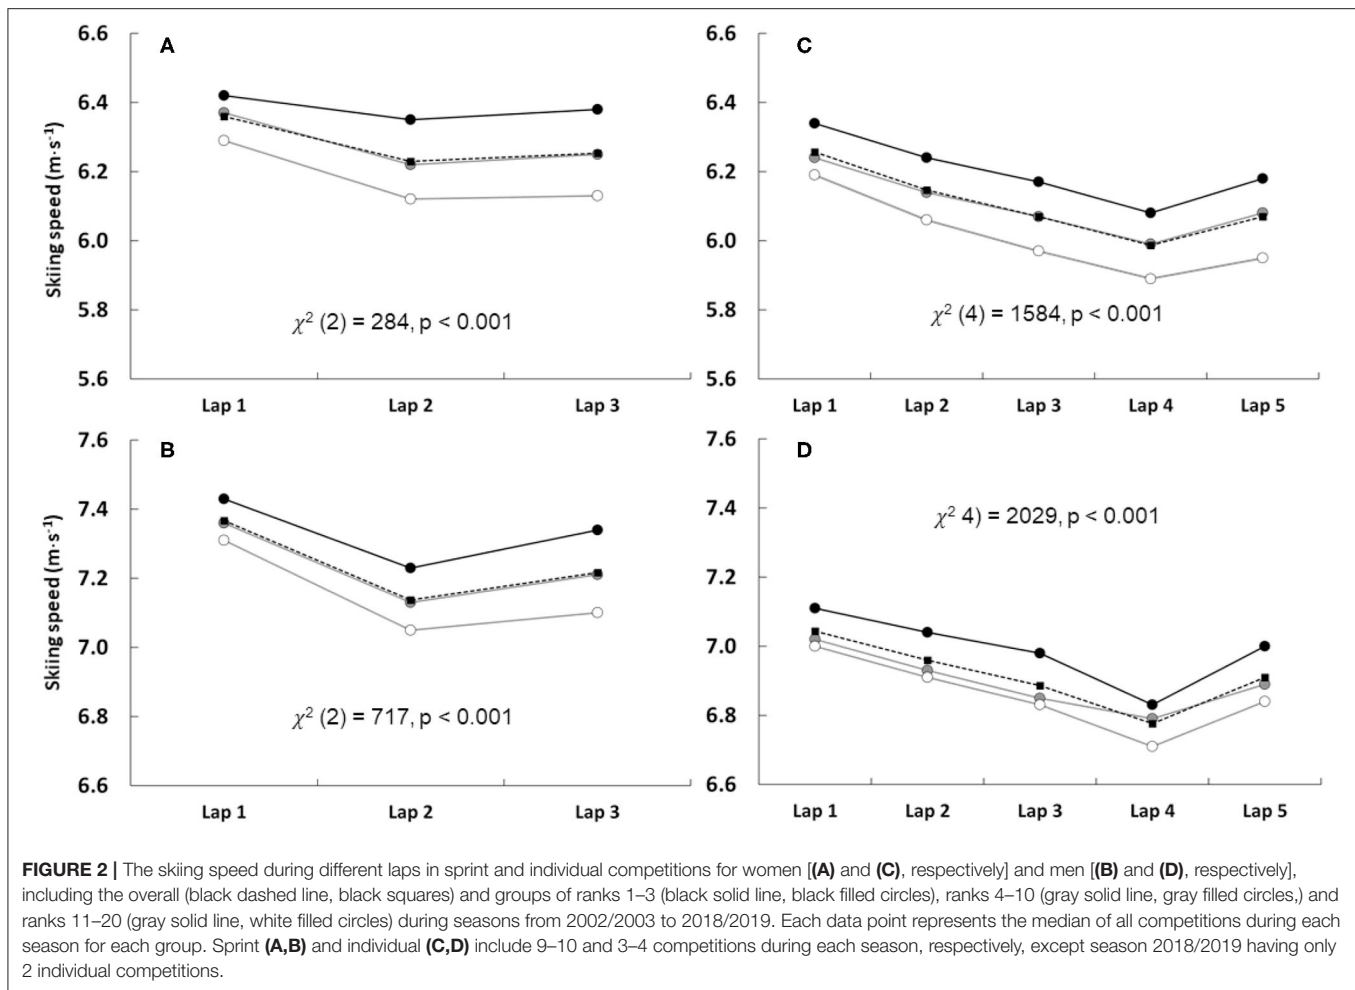 A
6.6
6.4
6.2
6.0
5.8
5.6
Skiing speed (m·s⁻¹)
χ² (2) = 284, p < 0.001
Lap 1 Lap 2 Lap 3
C
6.6
6.4
6.2
6.0
5.8
5.6
χ² (4) = 1584, p < 0.001
Lap 1 Lap 2 Lap 3 Lap 4 Lap 5
B
7.6
7.4
7.2
7.0
6.8
6.6
Skiing speed (m·s⁻¹)
χ² (2) = 717, p < 0.001
Lap 1 Lap 2 Lap 3
D
7.6
7.4
7.2
7.0
6.8
6.6
χ² 4) = 2029, p < 0.001
Lap 1 Lap 2 Lap 3 Lap 4 Lap 5
FIGURE 2 | The skiing speed during different laps in sprint and individual competitions for women [(A) and (C), respectively] and men [(B) and (D), respectively],
including the overall (black dashed line, black squares) and groups of ranks 1–3 (black solid line, black filled circles), ranks 4–10 (gray solid line, gray filled circles,) and
ranks 11–20 (gray solid line, white filled circles) during seasons from 2002/2003 to 2018/2019. Each data point represents the median of all competitions during each
season for each group. Sprint (A,B) and individual (C,D) include 9–10 and 3–4 competitions during each season, respectively, except season 2018/2019 having only
2 individual competitions.